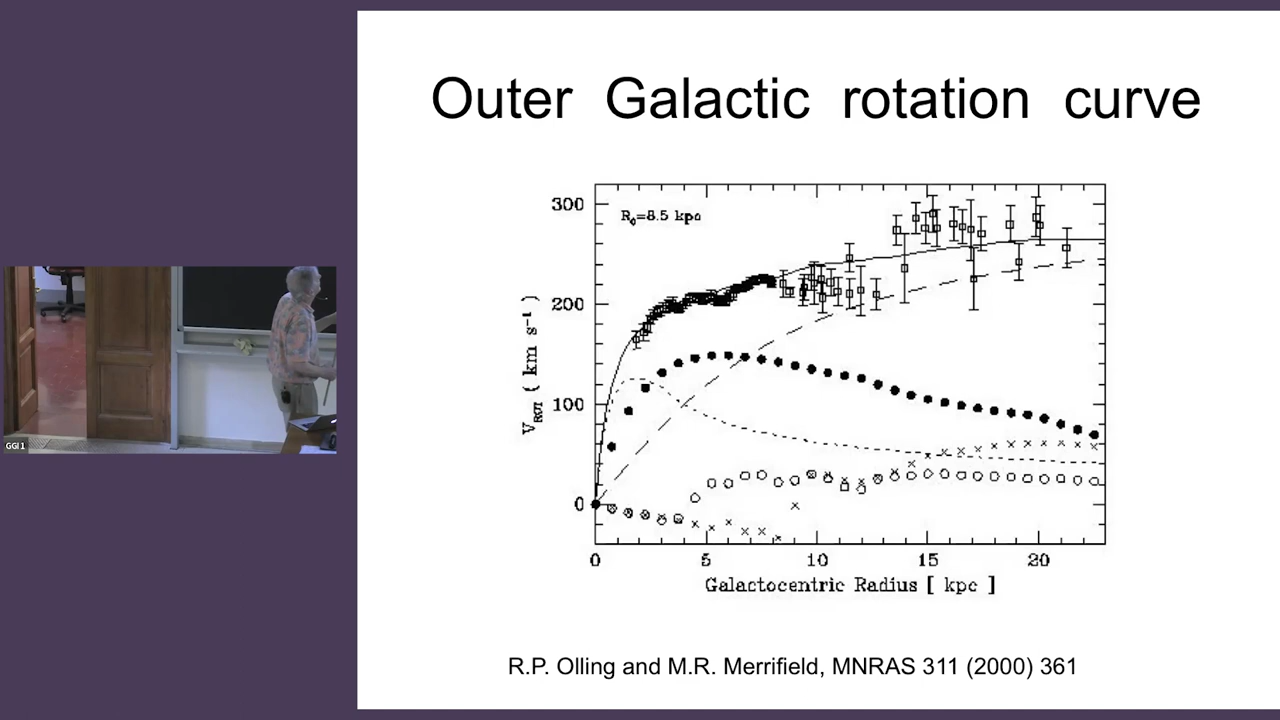 Outer Galactic rotation curve
300
R₀=8.5 kpc
200
100
0
V_ROT ( km s⁻¹ )
0 5 10 15 20
Galactocentric Radius [ kpc ]
GGI1
R.P. Olling and M.R. Merrifield, MNRAS 311 (2000) 361